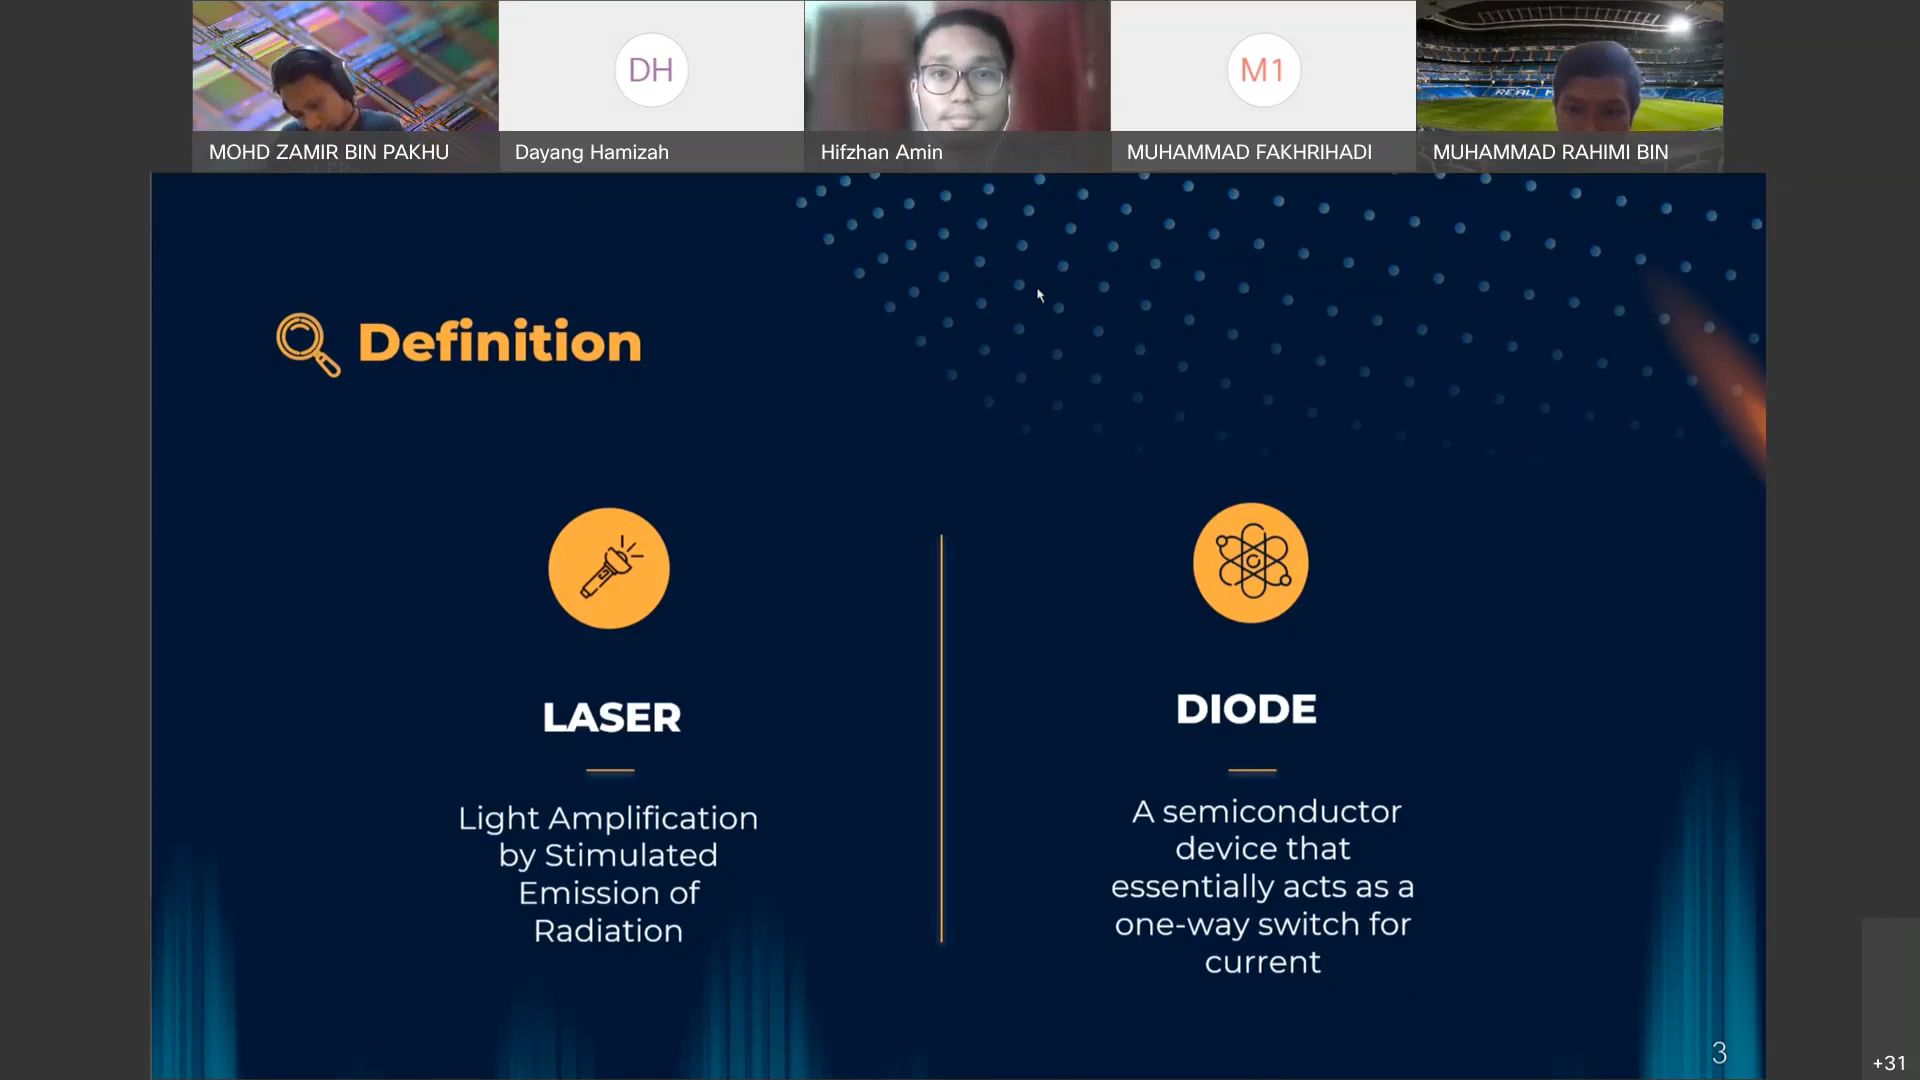 DH
M1
REAL M
MOHD ZAMIR BIN PAKHU
Dayang Hamizah
Hifzhan Amin
MUHAMMAD FAKHRIHADI
MUHAMMAD RAHIMI BIN
Definition
LASER
Light Amplification
by Stimulated
Emission of
Radiation
DIODE
A semiconductor
device that
essentially acts as a
one-way switch for
current
3
+31